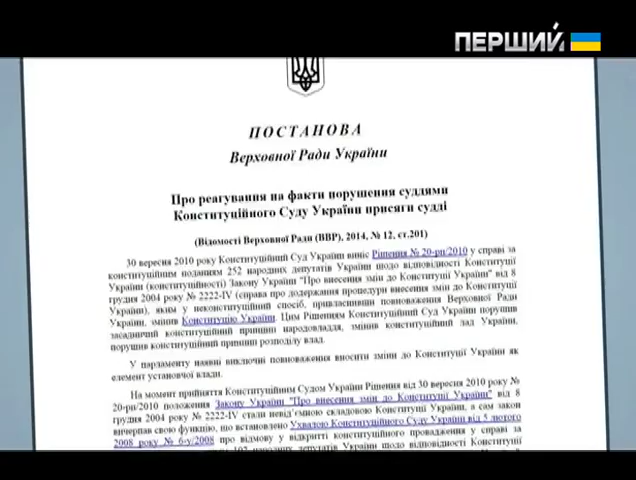 ПЕРШИЙ
ПОСТАНОВА
Верховної Ради України
Про реагування на факти порушення суддями
Конституційного Суду України присяги судді
(Відомості Верховної Ради (ВВР), 2014, № 12, ст.201)
30 вересня 2010 року Конституційний Суд України виніс Рішення № 20-рп/2010 у справі за
конституційним поданням 252 народних депутатів України щодо відповідності Конституції
України (конституційності) Закону України "Про внесення змін до Конституції України" від 8
грудня 2004 року № 2222-IV (справа про додержання процедури внесення змін до Конституції
України), яким у неконституційний спосіб, привласнивши повноваження Верховної Ради
України, змінив Конституцію України. Цим Рішенням Конституційний Суд України порушив
засадничий конституційний принцип народовладдя, змінив конституційний лад України,
порушив конституційний принцип розподілу влад.
У парламенту наявні виключні повноваження вносити зміни до Конституції України як
елемент установчої влади.
На момент прийняття Конституційним Судом України Рішення від 30 вересня 2010 року №
20-рп/2010 положення Закону України "Про внесення змін до Конституції України" від 8
грудня 2004 року № 2222-IV стали невід'ємною складовою Конституції України, а сам закон
вичерпав свою функцію, що встановлено Ухвалою Конституційного Суду України від 5 лютого
2008 року № 6-у/2008 про відмову у відкритті конституційного провадження у справі за
102 народних депутатів України щодо відповідності Конституції